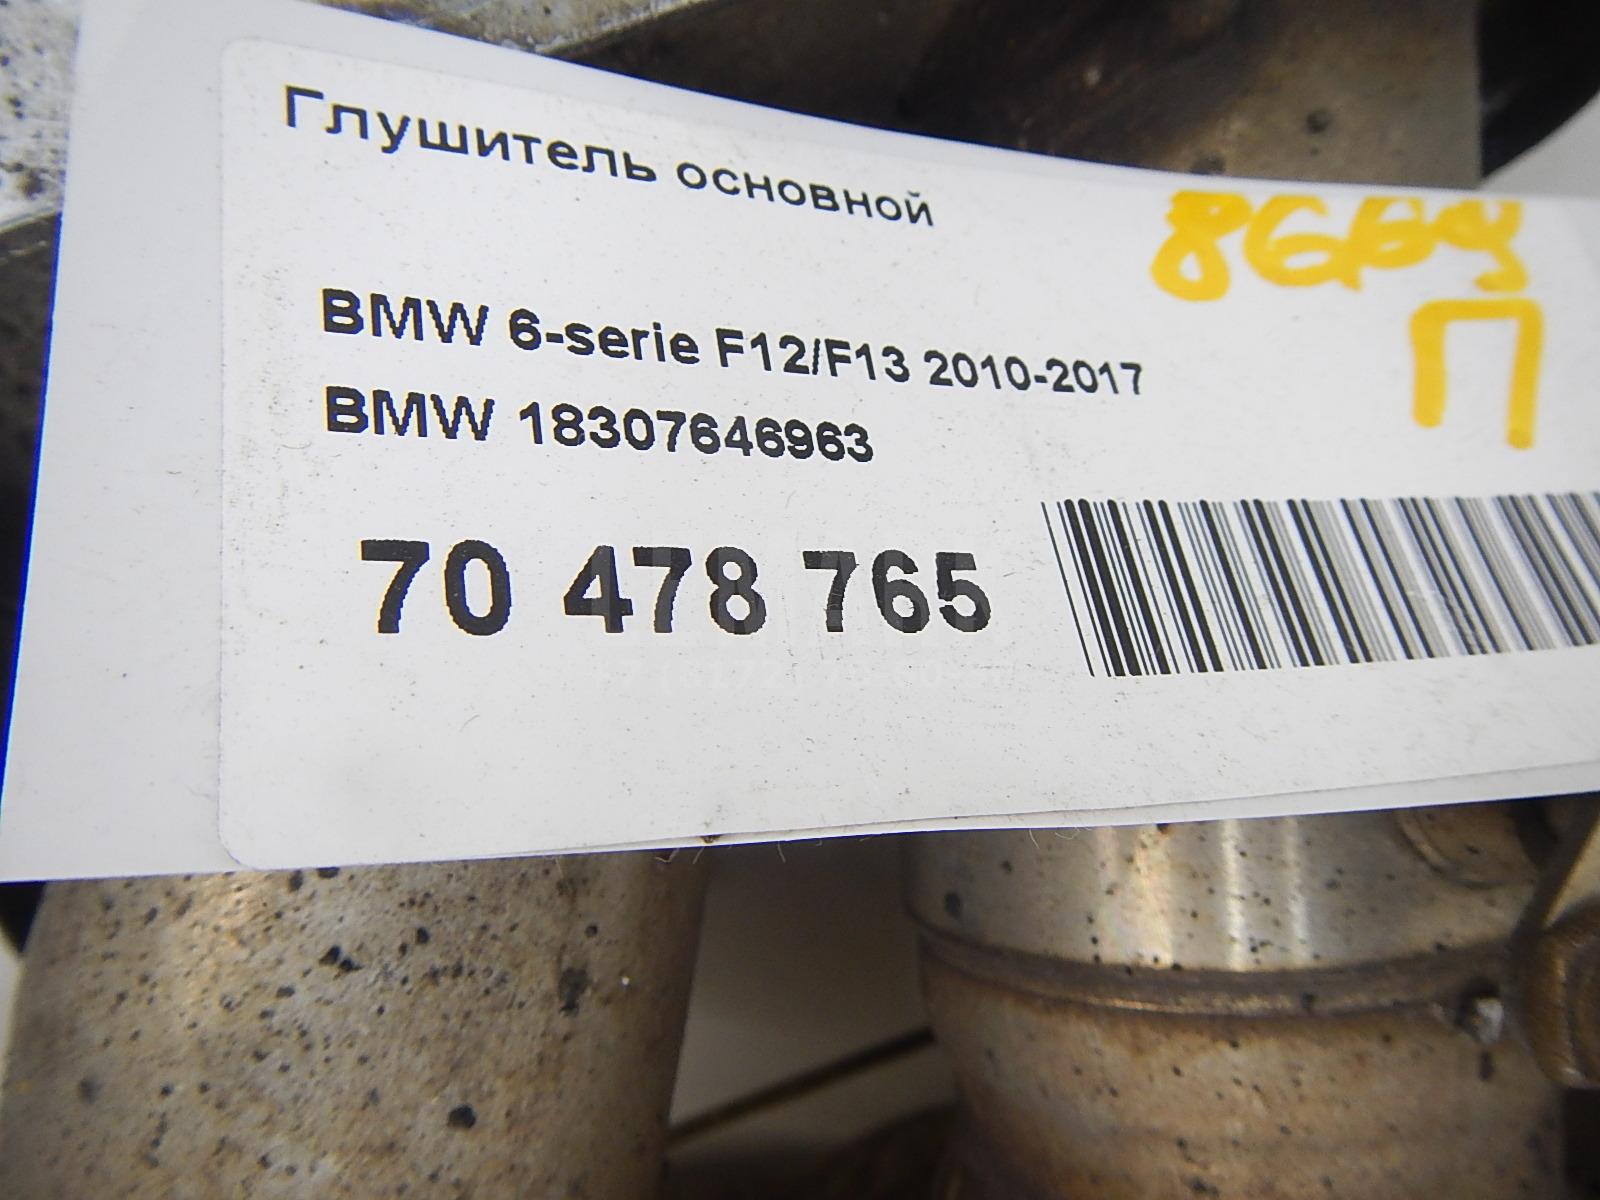 Глушитель основной
BMW 6-serie F12/F13 2010-2017
BMW 18307646963
70 478 765
П